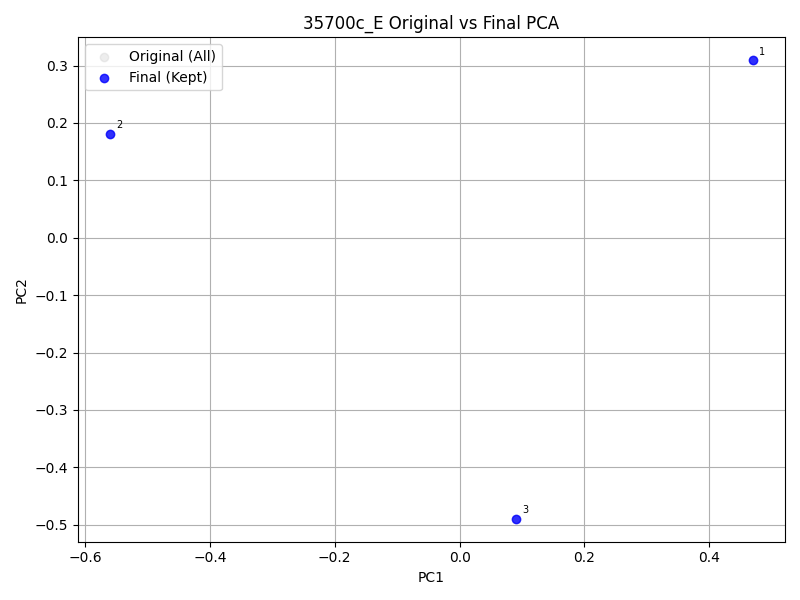 35700c_E Original vs Final PCA
Original (All)
Final (Kept)
1
2
3
PC2
0.3
0.2
0.1
0.0
−0.1
−0.2
−0.3
−0.4
−0.5
−0.6 −0.4 −0.2 0.0 0.2 0.4
PC1